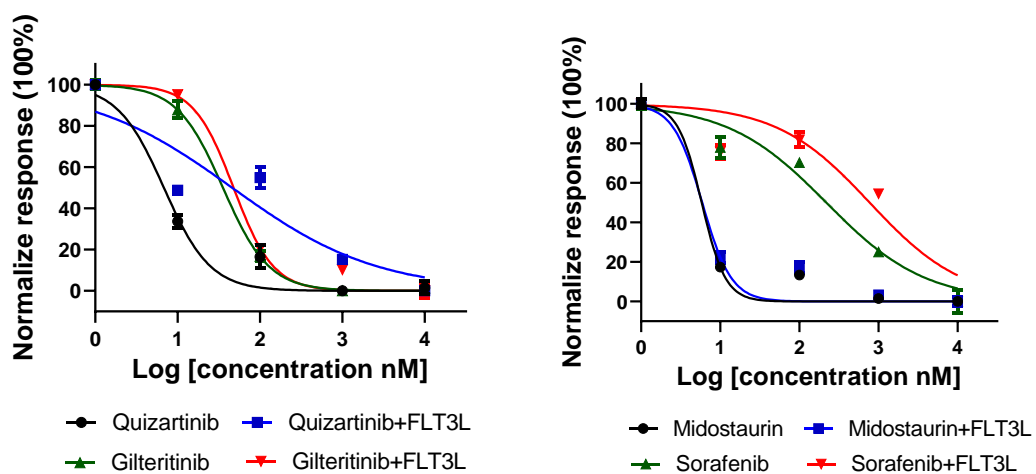 Normalize response (100%)
100
80
60
40
20
0
0 1 2 3 4
Log [concentration nM]
Quizartinib Quizartinib+FLT3L
Gilteritinib Gilteritinib+FLT3L
Normalize response (100%)
100
80
60
40
20
0
0 1 2 3 4
Log [concentration nM]
Midostaurin Midostaurin+FLT3L
Sorafenib Sorafenib+FLT3L